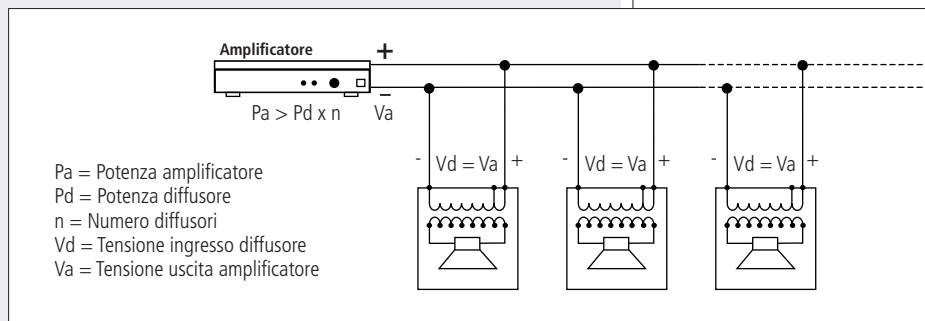 Amplificatore
+
−
Pa > Pd x n
Va
- Vd = Va +
- Vd = Va +
- Vd = Va +
Pa = Potenza amplificatore
Pd = Potenza diffusore
n = Numero diffusori
Vd = Tensione ingresso diffusore
Va = Tensione uscita amplificatore